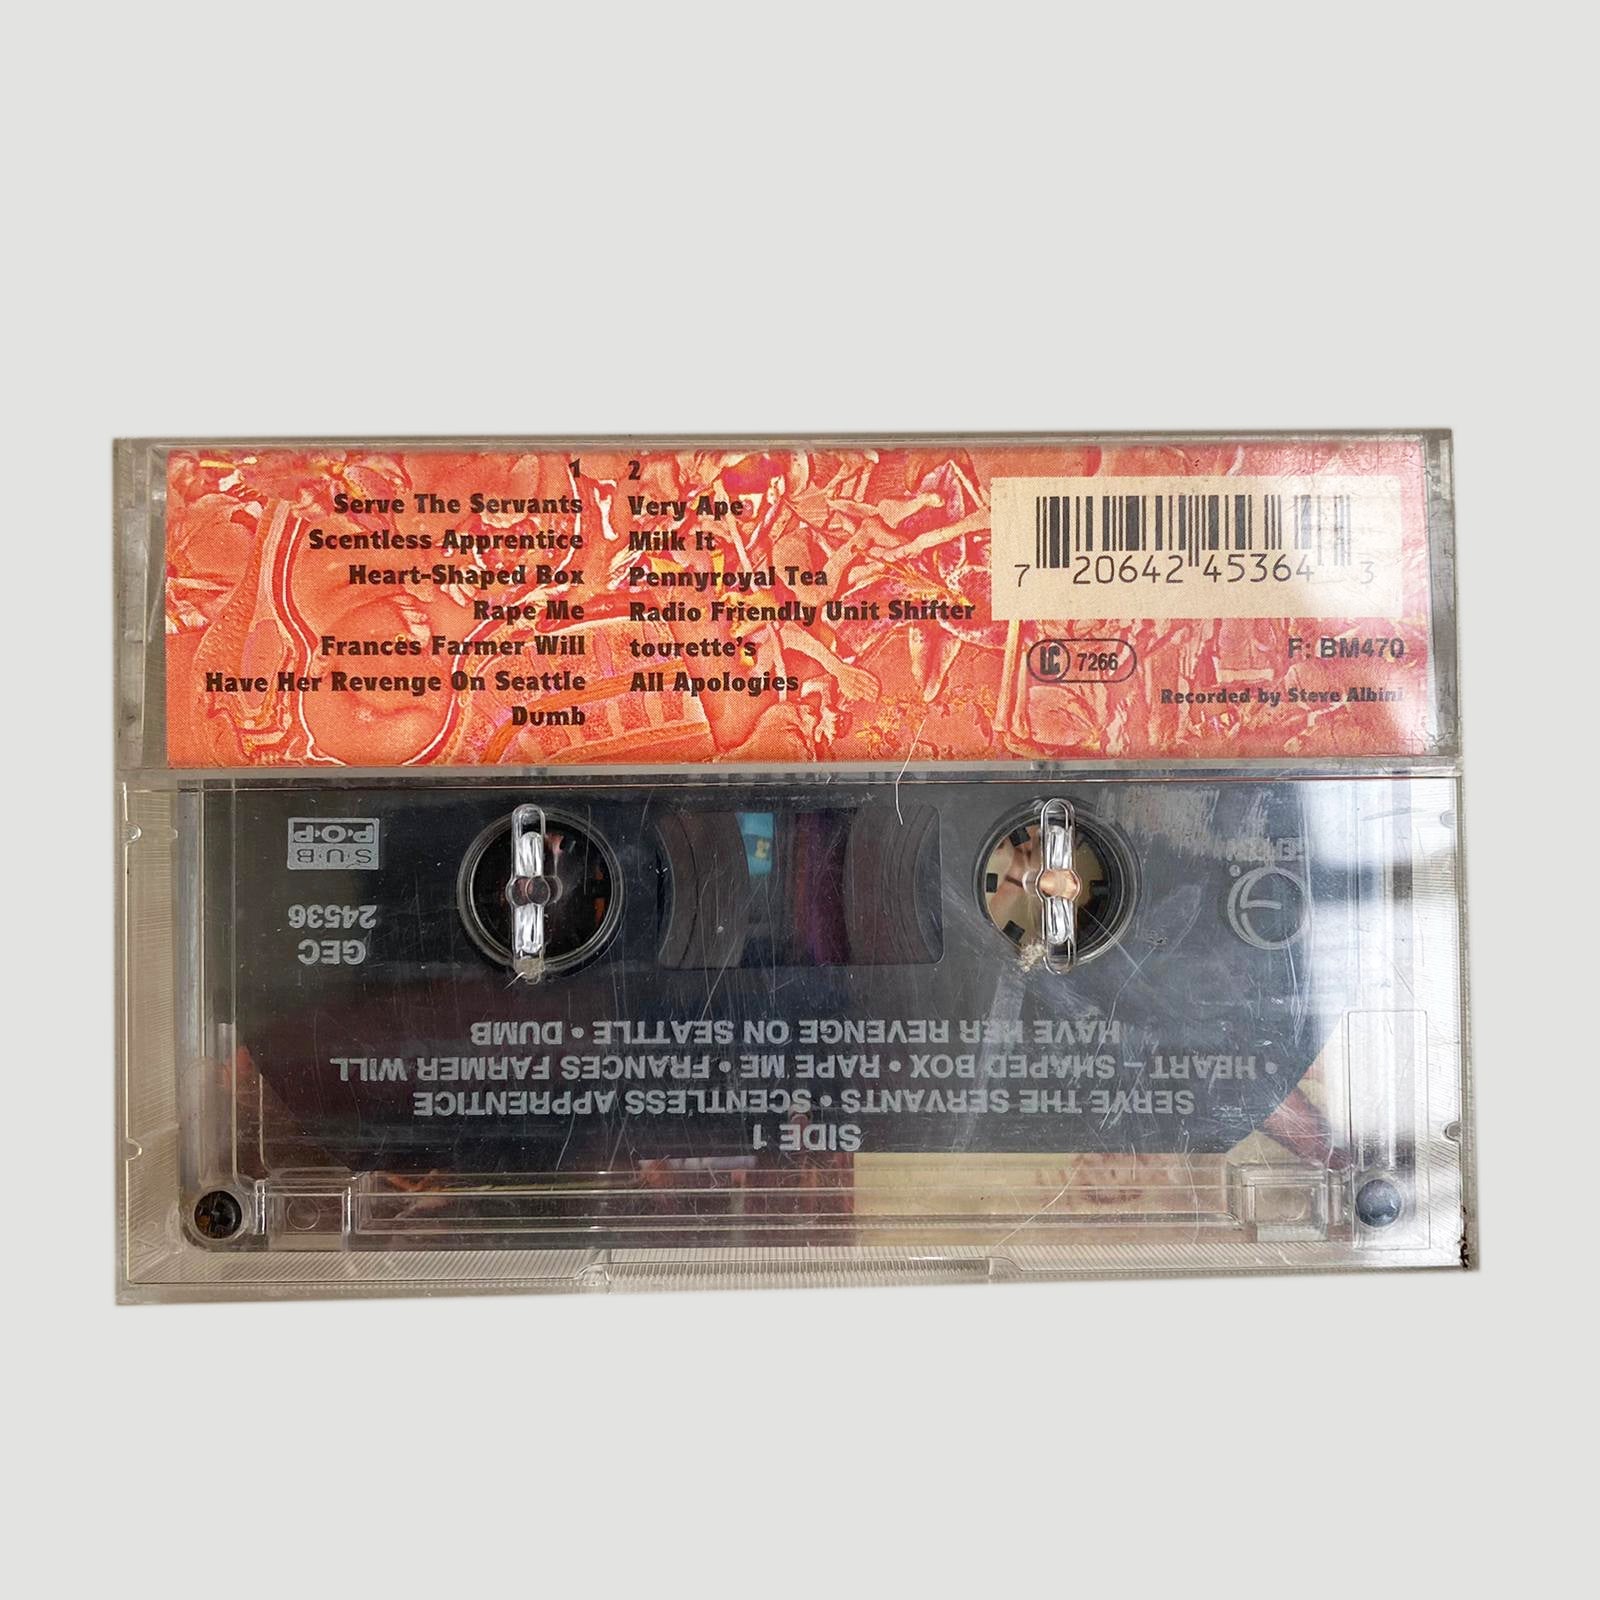 1
Serve The Servants
Scentless Apprentice
Heart-Shaped Box
Rape Me
Frances Farmer Will
Have Her Revenge On Seattle
Dumb
2
Very Ape
Milk It
Pennyroyal Tea
Radio Friendly Unit Shifter
tourette's
All Apologies
7 20642 45364 3
LC 7266
F: BM470
Recorded by Steve Albini
SIDE 1
SERVE THE SERVANTS • SCENTLESS APPRENTICE
• HEART – SHAPED BOX • RAPE ME • FRANCES FARMER WILL
HAVE HER REVENGE ON SEATTLE • DUMB
GEC
24536
SUB
POP